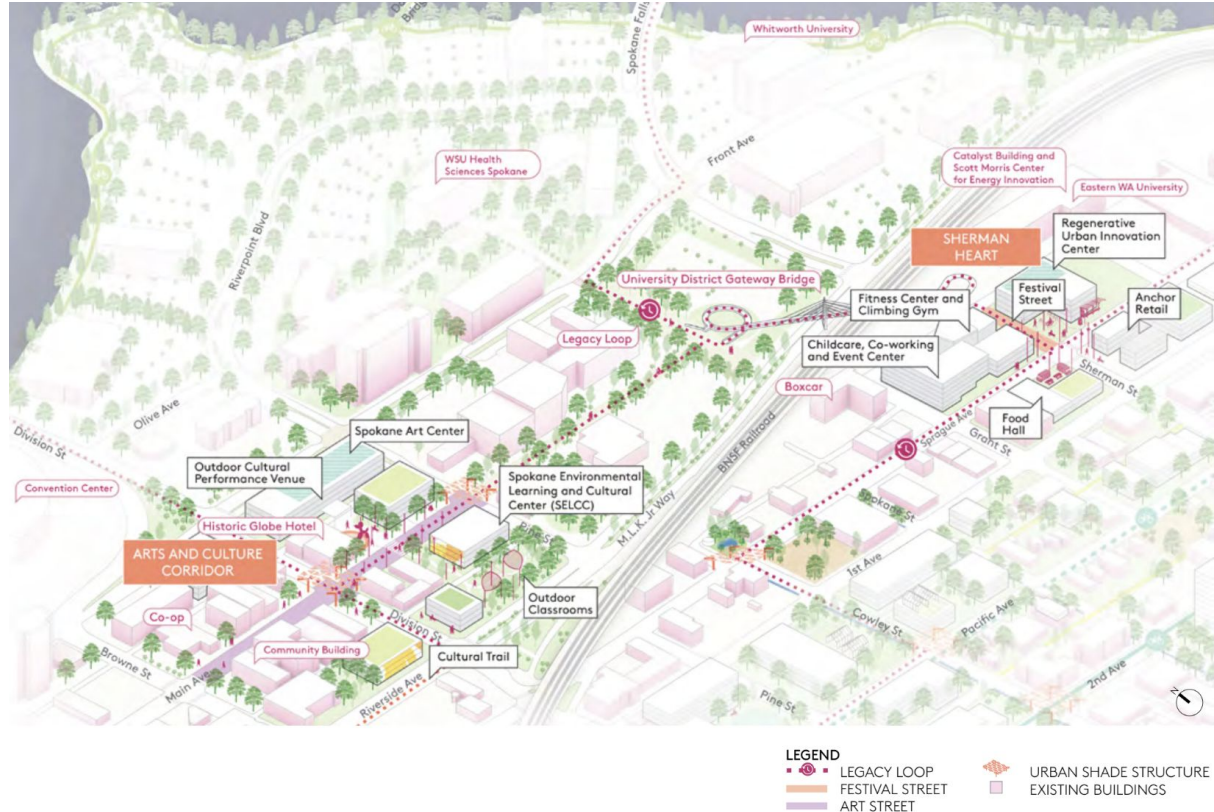 Whitworth University
Spokane Falls
Front Ave
WSU Health
Sciences Spokane
Catalyst Building and
Scott Morris Center
for Energy Innovation
Eastern WA University
Riverpoint Blvd
SHERMAN
HEART
Regenerative
Urban Innovation
Center
University District Gateway Bridge
Fitness Center and
Climbing Gym
Festival
Street
Anchor
Retail
Legacy Loop
Childcare, Co-working
and Event Center
Sherman St
Boxcar
Olive Ave
Division St
Spokane Art Center
Sprague Ave
Grant St
Food
Hall
BNSF Railroad
Outdoor Cultural
Performance Venue
Spokane Environmental
Learning and Cultural
Center (SELCC)
Convention Center
Historic Globe Hotel
Spokane St
M.L.K. Jr Way
ARTS AND CULTURE
CORRIDOR
1st Ave
Outdoor
Classrooms
Co-op
Division St
Cowley St
Pacific Ave
Community Building
Cultural Trail
Browne St
Main Ave
Riverside Ave
Pine St
2nd Ave
N
LEGEND
LEGACY LOOP
FESTIVAL STREET
ART STREET
URBAN SHADE STRUCTURE
EXISTING BUILDINGS